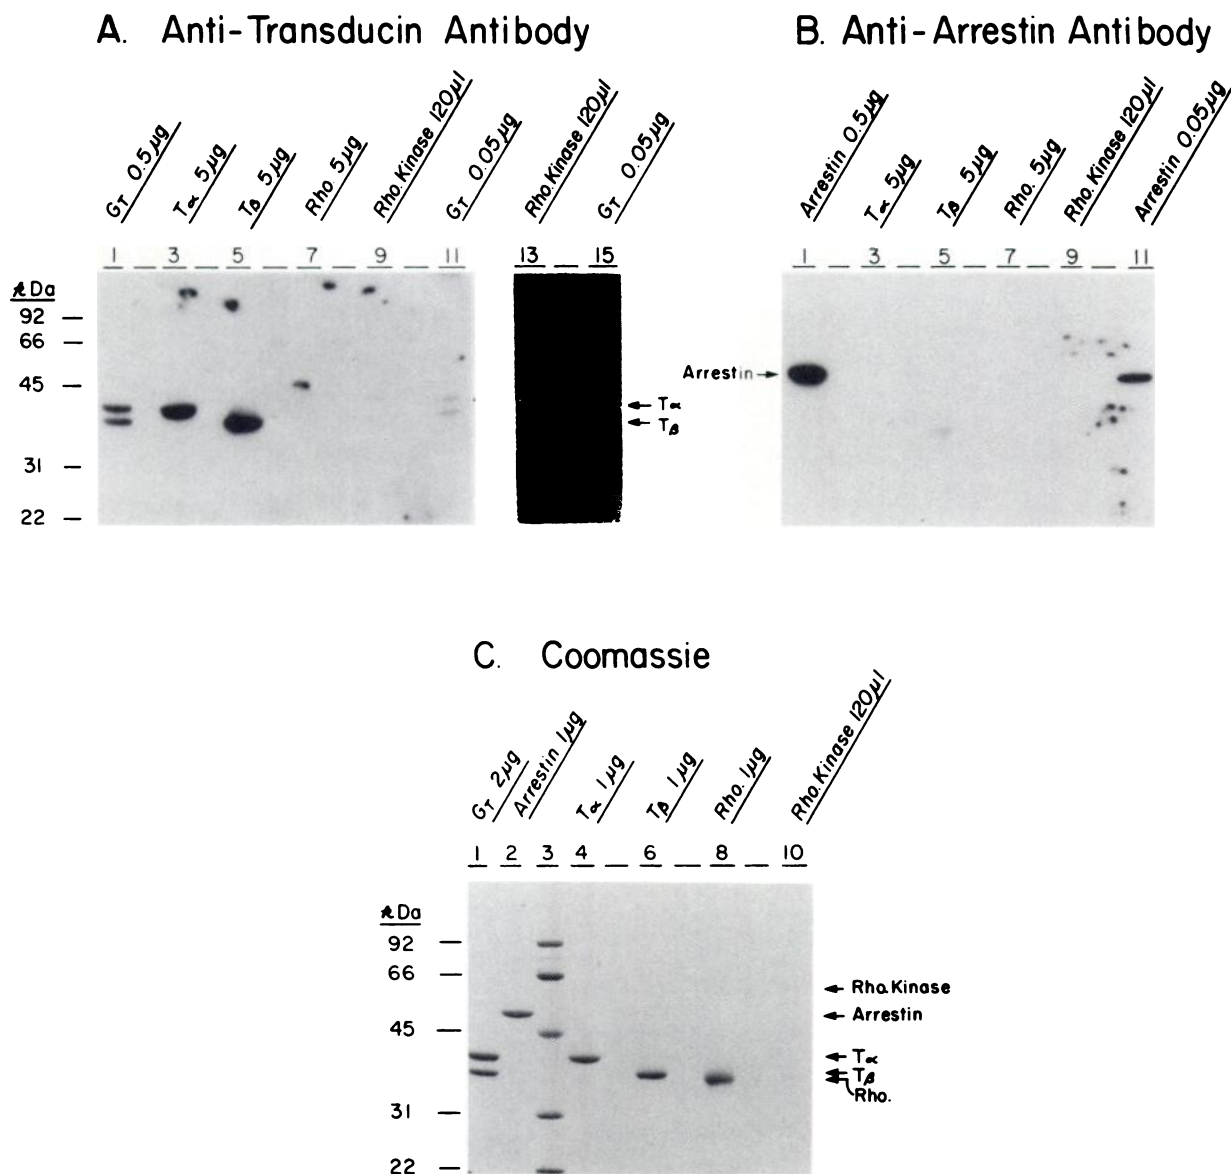 A. Anti-Transducin Antibody
GT 0.5µg
Tα 5µg
Tβ 5µg
Rho. 5µg
Rho.Kinase 120µl
GT 0.05µg
Rho.Kinase 120µl
GT 0.05µg
1 3 5 7 9 11 13 15
kDa
92
66
45
31
22
Tα
Tβ
B. Anti-Arrestin Antibody
Arrestin 0.5µg
Tα 5µg
Tβ 5µg
Rho. 5µg
Rho.Kinase 120µl
Arrestin 0.05µg
1 3 5 7 9 11
Arrestin
C. Coomassie
GT 2µg
Arrestin 1µg
Tα 1µg
Tβ 1µg
Rho. 1µg
Rho.Kinase 120µl
1 2 3 4 6 8 10
kDa
92
66
45
31
22
Rho.Kinase
Arrestin
Tα
Tβ
Rho.